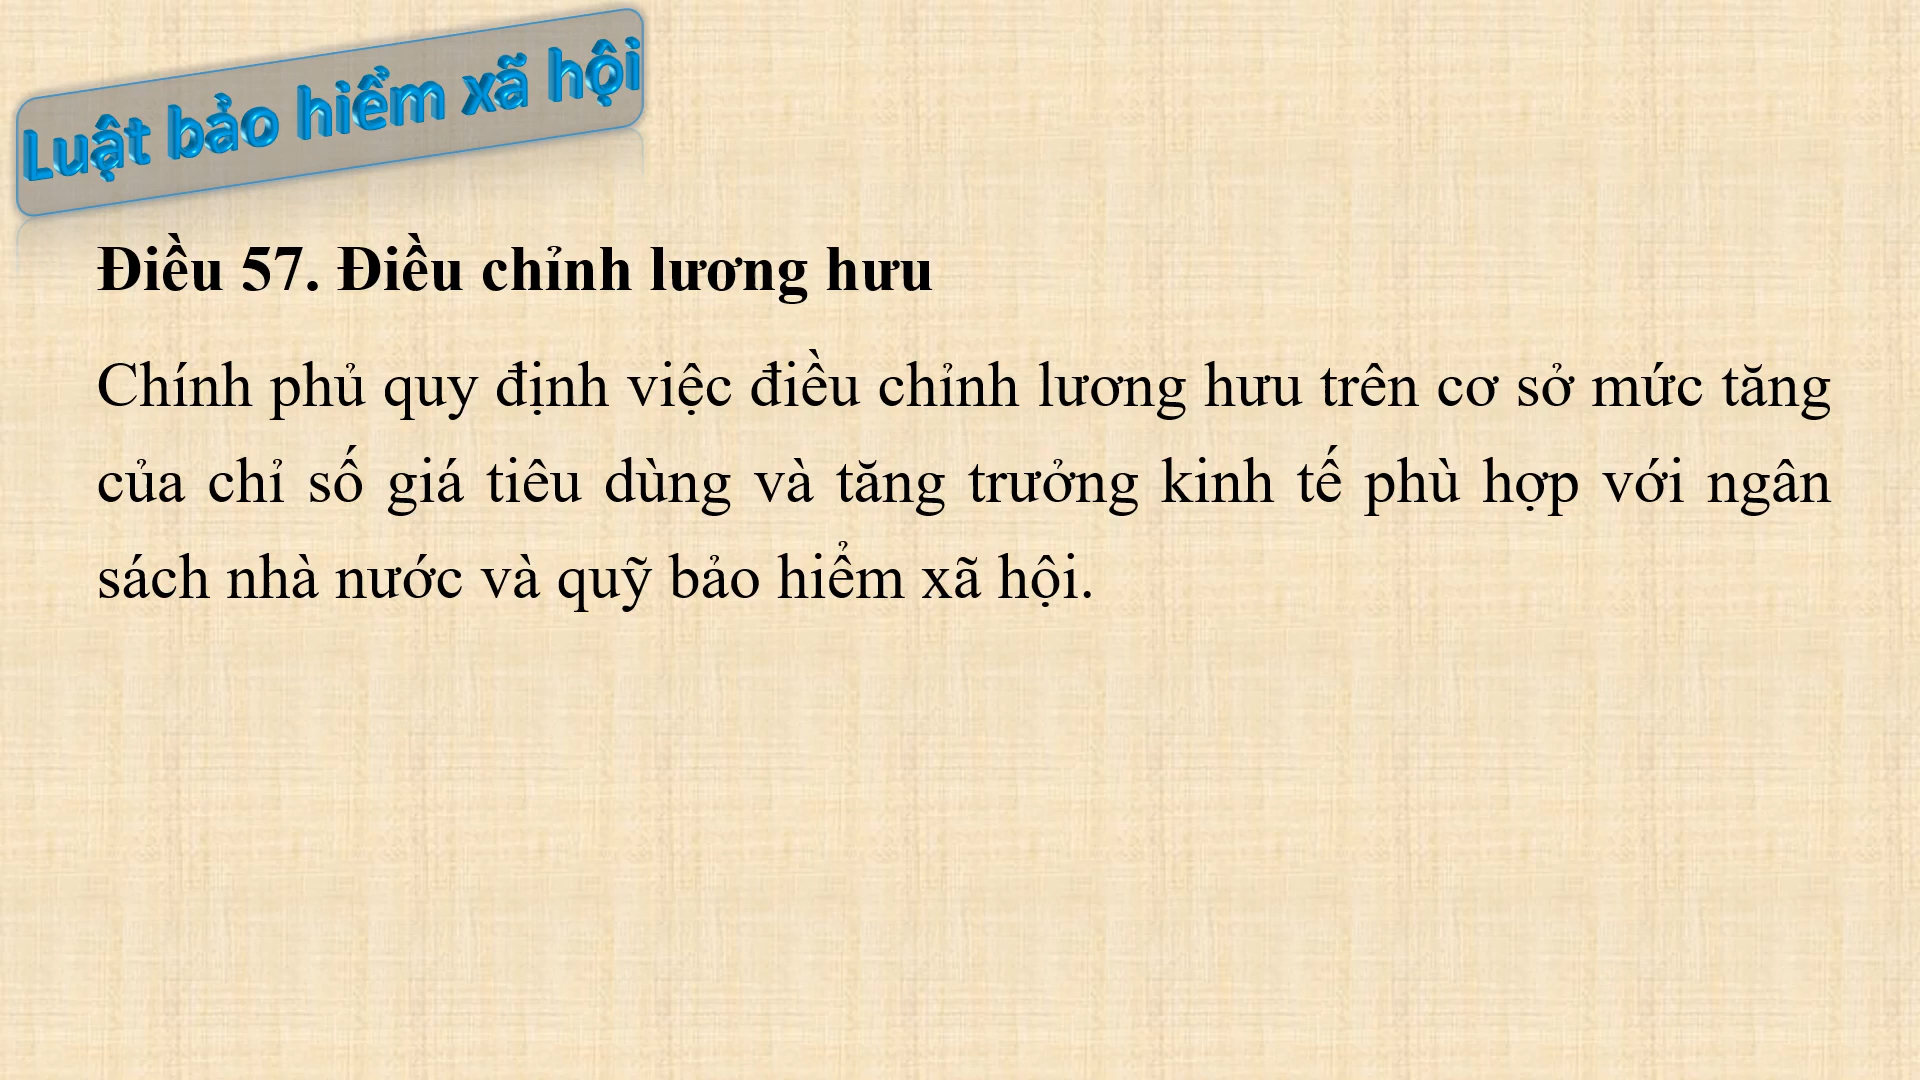 Luật bảo hiểm xã hội
Điều 57. Điều chỉnh lương hưu
Chính phủ quy định việc điều chỉnh lương hưu trên cơ sở mức tăng
của chỉ số giá tiêu dùng và tăng trưởng kinh tế phù hợp với ngân
sách nhà nước và quỹ bảo hiểm xã hội.